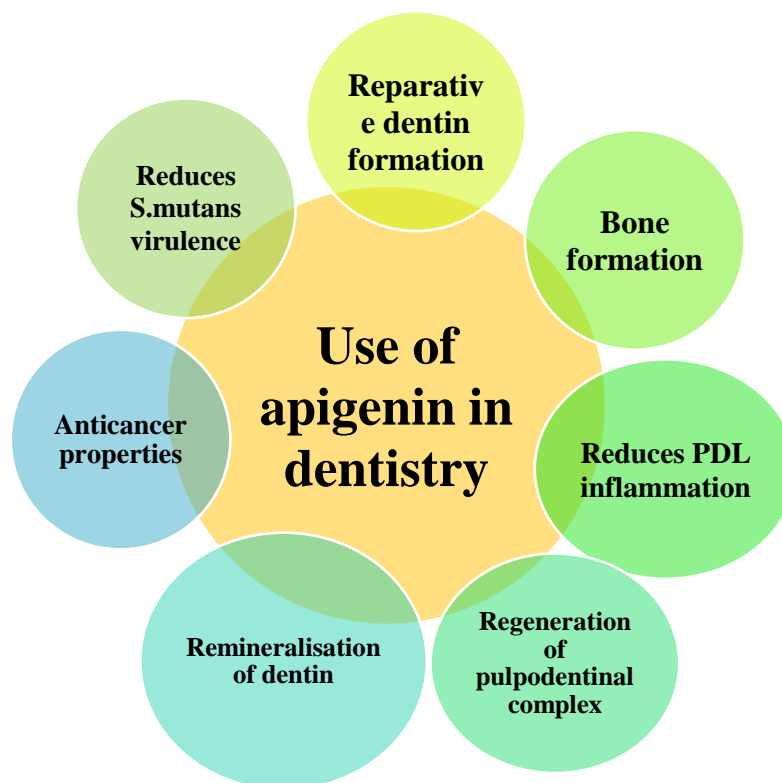 Use of
apigenin in
dentistry
Reparativ
e dentin
formation
Bone
formation
Reduces PDL
inflammation
Regeneration
of
pulpodentinal
complex
Remineralisation
of dentin
Anticancer
properties
Reduces
S.mutans
virulence